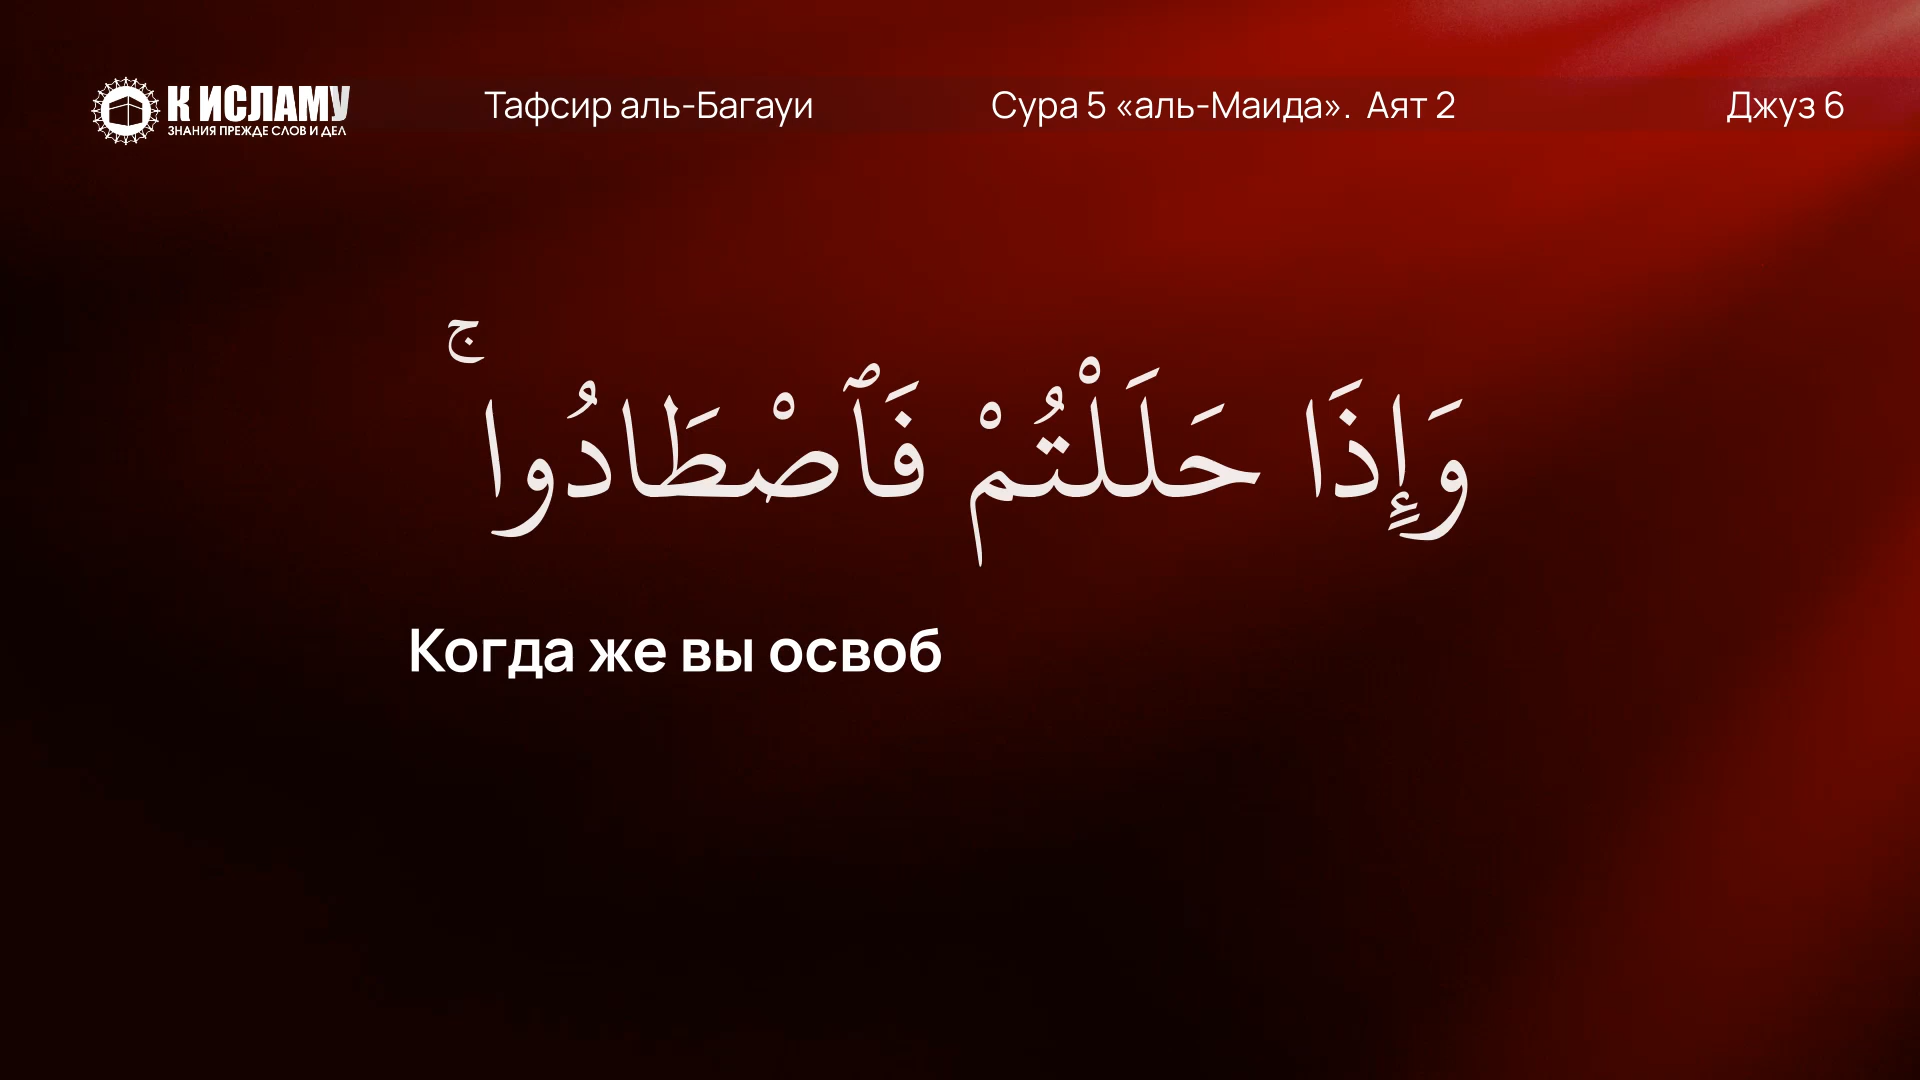 К ИСЛАМУ
ЗНАНИЯ ПРЕЖДЕ СЛОВ И ДЕЛ
Тафсир аль-Багауи
Сура 5 «аль-Маида». Аят 2
Джуз 6
وَإِذَا حَلَلْتُمْ فَٱصْطَادُوا ۚ
Когда же вы освоб